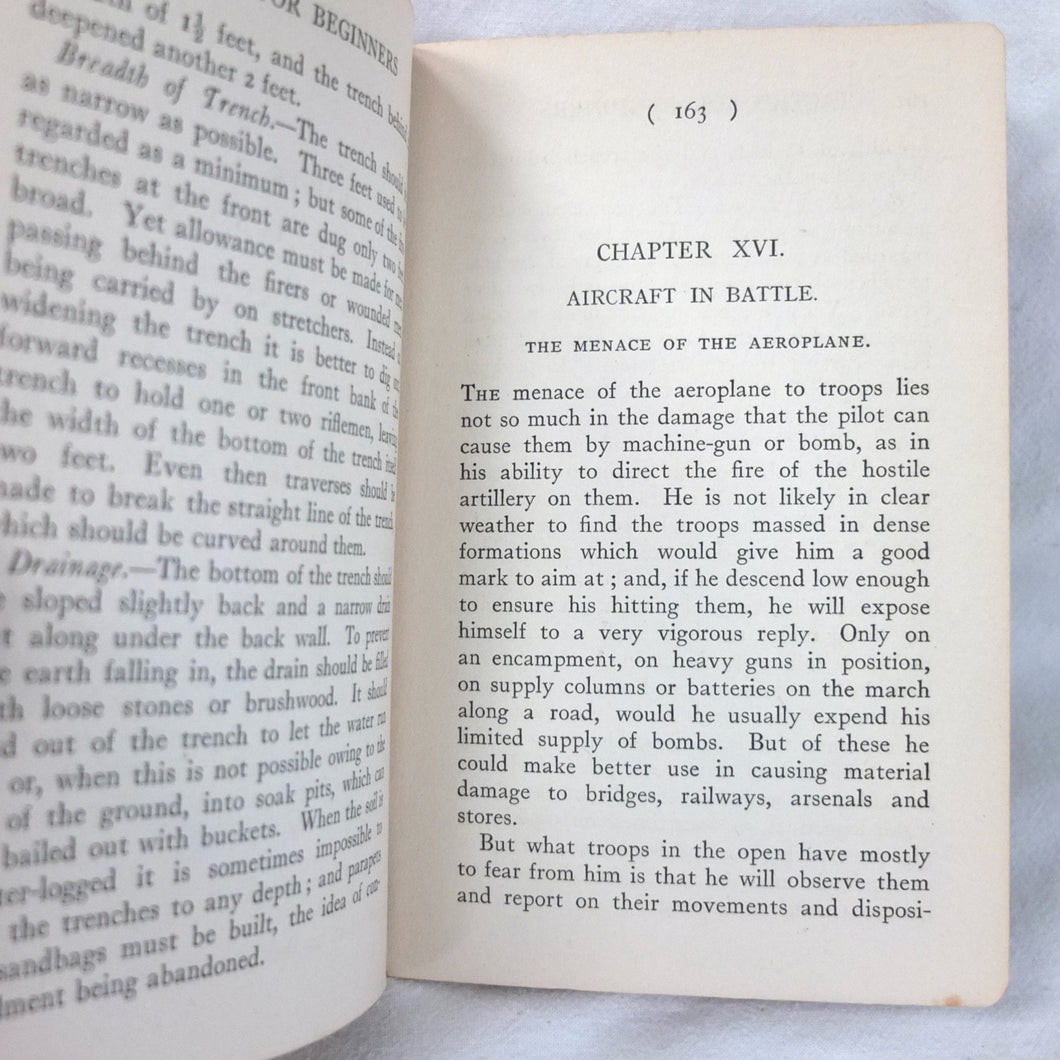 OR BEGINNERS
of 1½ feet, and the trench behind
deepened another 2 feet.
Breadth of Trench.—The trench should
as narrow as possible. Three feet used to
regarded as a minimum; but some of the
trenches at the front are dug only two
broad. Yet allowance must be made for
passing behind the firers or wounded
being carried by on stretchers. Instead
widening the trench it is better to dig
forward recesses in the front bank of the
trench to hold one or two riflemen, leaving
the width of the bottom of the trench
two feet. Even then traverses should be
made to break the straight line of the trench
which should be curved around them.
Drainage.—The bottom of the trench should
sloped slightly back and a narrow drain
along under the back wall. To prevent
earth falling in, the drain should be filled
loose stones or brushwood. It should
out of the trench to let the water run
or, when this is not possible owing to the
of the ground, into soak pits, which can
bailed out with buckets. When the soil is
ter-logged it is sometimes impossible to
the trenches to any depth; and parapets
sandbags must be built, the idea of con-
being abandoned.
( 163 )
CHAPTER XVI.
AIRCRAFT IN BATTLE.
THE MENACE OF THE AEROPLANE.
THE menace of the aeroplane to troops lies
not so much in the damage that the pilot can
cause them by machine-gun or bomb, as in
his ability to direct the fire of the hostile
artillery on them. He is not likely in clear
weather to find the troops massed in dense
formations which would give him a good
mark to aim at; and, if he descend low enough
to ensure his hitting them, he will expose
himself to a very vigorous reply. Only on
an encampment, on heavy guns in position,
on supply columns or batteries on the march
along a road, would he usually expend his
limited supply of bombs. But of these he
could make better use in causing material
damage to bridges, railways, arsenals and
stores.
But what troops in the open have mostly
to fear from him is that he will observe them
and report on their movements and disposi-